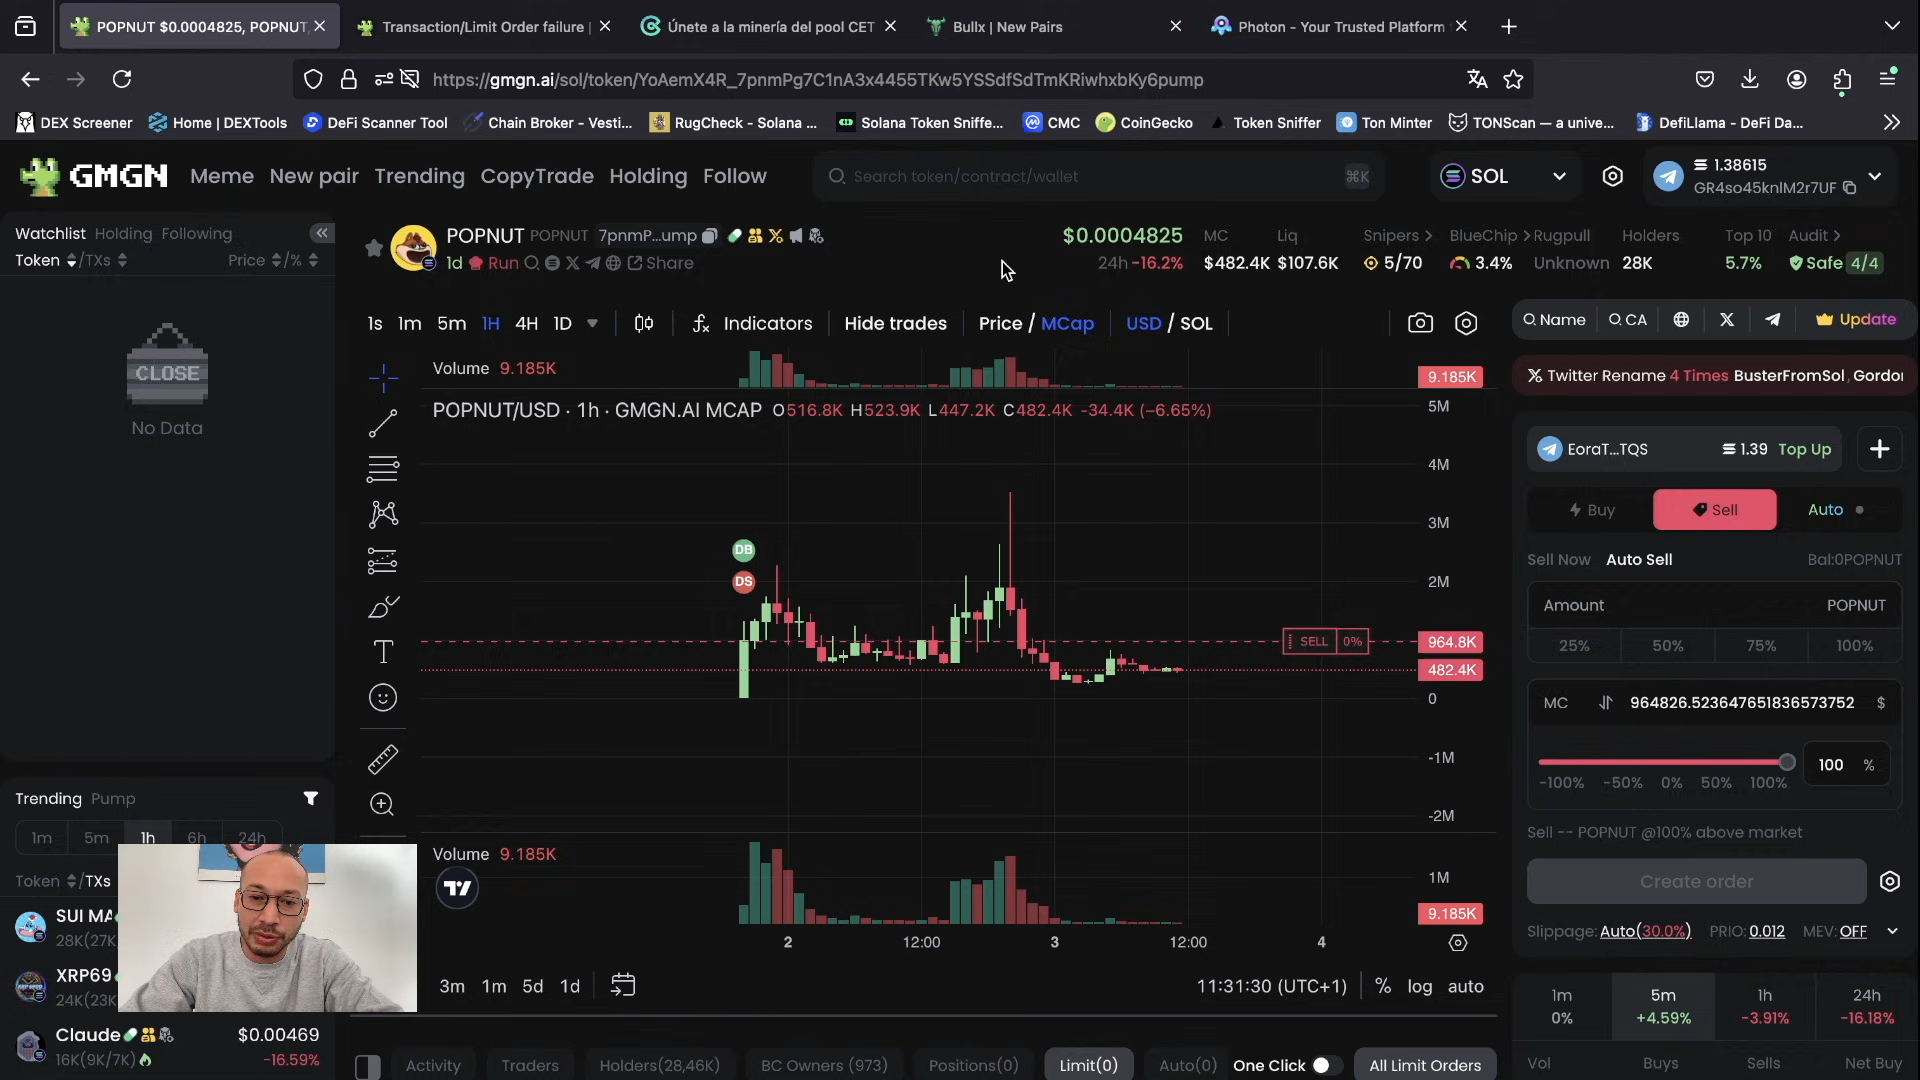 POPNUT $0.0004825, POPNUT
Transaction/Limit Order failure |
Únete a la minería del pool CET
Bullx | New Pairs
Photon - Your Trusted Platform
https://gmgn.ai/sol/token/YoAemX4R_7pnmPg7C1nA3x4455TKw5YSSdfSdTmKRiwhxbKy6pump
DEX Screener
Home | DEXTools
DeFi Scanner Tool
Chain Broker - Vesti...
RugCheck - Solana ...
Solana Token Sniffe...
CMC
CoinGecko
Token Sniffer
Ton Minter
TONScan — a unive...
DefiLlama - DeFi Da...
GMGN
Meme New pair Trending CopyTrade Holding Follow
Search token/contract/wallet ⌘K
SOL
1.38615
GR4so45knlM2r7UF
Watchlist Holding Following
Token /TXs Price /%
CLOSE
No Data
POPNUT POPNUT 7pnmP...ump
1d Run Share
$0.0004825 MC Liq Snipers > BlueChip > Rugpull Holders Top 10 Audit >
24h -16.2% $482.4K $107.6K 5/70 3.4% Unknown 28K 5.7% Safe 4/4
1s 1m 5m 1H 4H 1D Indicators Hide trades Price / MCap USD / SOL
Name CA Update
Volume 9.185K
9.185K
Twitter Rename 4 Times BusterFromSol, Gordon
POPNUT/USD · 1h · GMGN.AI MCAP O516.8K H523.9K L447.2K C482.4K -34.4K (−6.65%)
5M
4M
3M
2M
DB
DS
SELL 0% 964.8K
482.4K
0
-1M
-2M
EoraT...TQS 1.39 Top Up
Buy Sell Auto
Sell Now Auto Sell Bal:0POPNUT
Amount POPNUT
25% 50% 75% 100%
MC 964826.523647651836573752 $
100 %
-100% -50% 0% 50% 100%
Sell -- POPNUT @100% above market
Create order
Slippage: Auto(30.0%) PRIO: 0.012 MEV: OFF
Volume 9.185K
1M
9.185K
2 12:00 3 12:00 4
3m 1m 5d 1d 11:31:30 (UTC+1) % log auto
1m 5m 1h 24h
0% +4.59% -3.91% -16.18%
Vol Buys Sells Net Buy
Trending Pump
1m 5m 1h 6h 24h
Token /TXs
SUI MA
28K(27K
XRP69
24K(23K
Claude $0.00469
16K(9K/7K) -16.59%
Activity Traders Holders(28,46K) BC Owners (973) Positions(0) Limit(0) Auto(0) One Click All Limit Orders